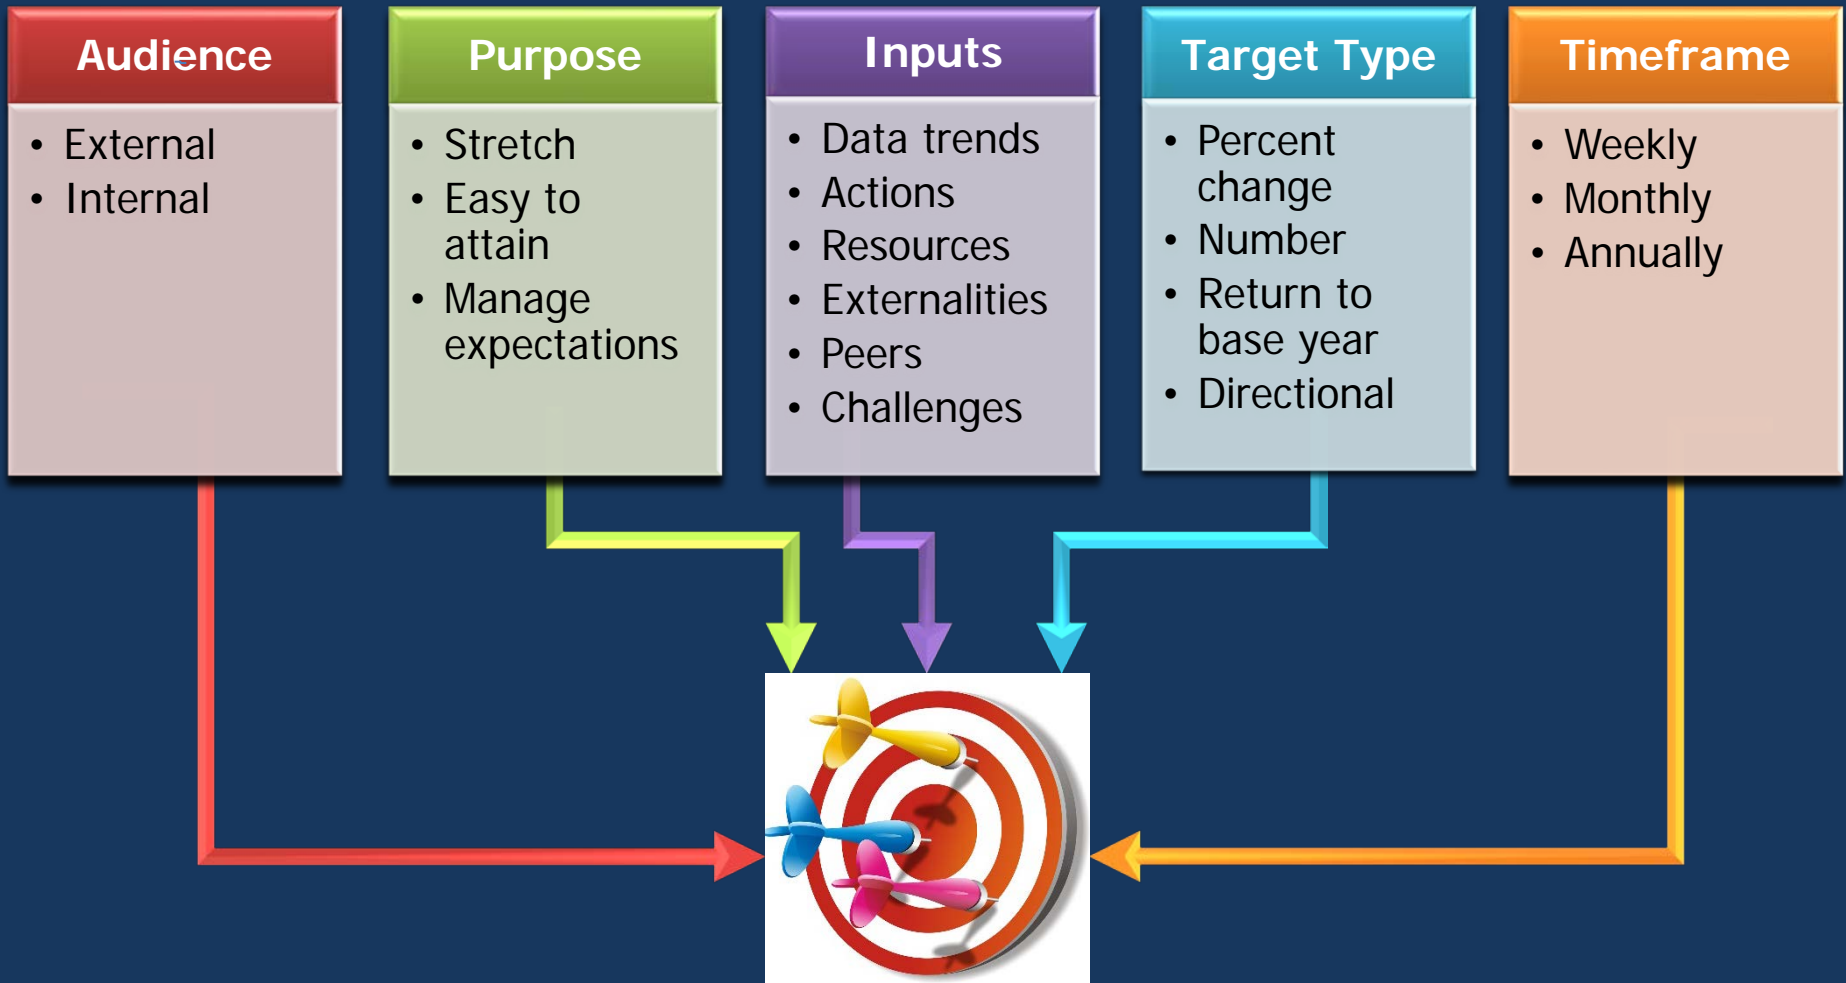 Audience
• External
• Internal
Purpose
• Stretch
• Easy to
attain
• Manage
expectations
Inputs
• Data trends
• Actions
• Resources
• Externalities
• Peers
• Challenges
Target Type
• Percent
change
• Number
• Return to
base year
• Directional
Timeframe
• Weekly
• Monthly
• Annually